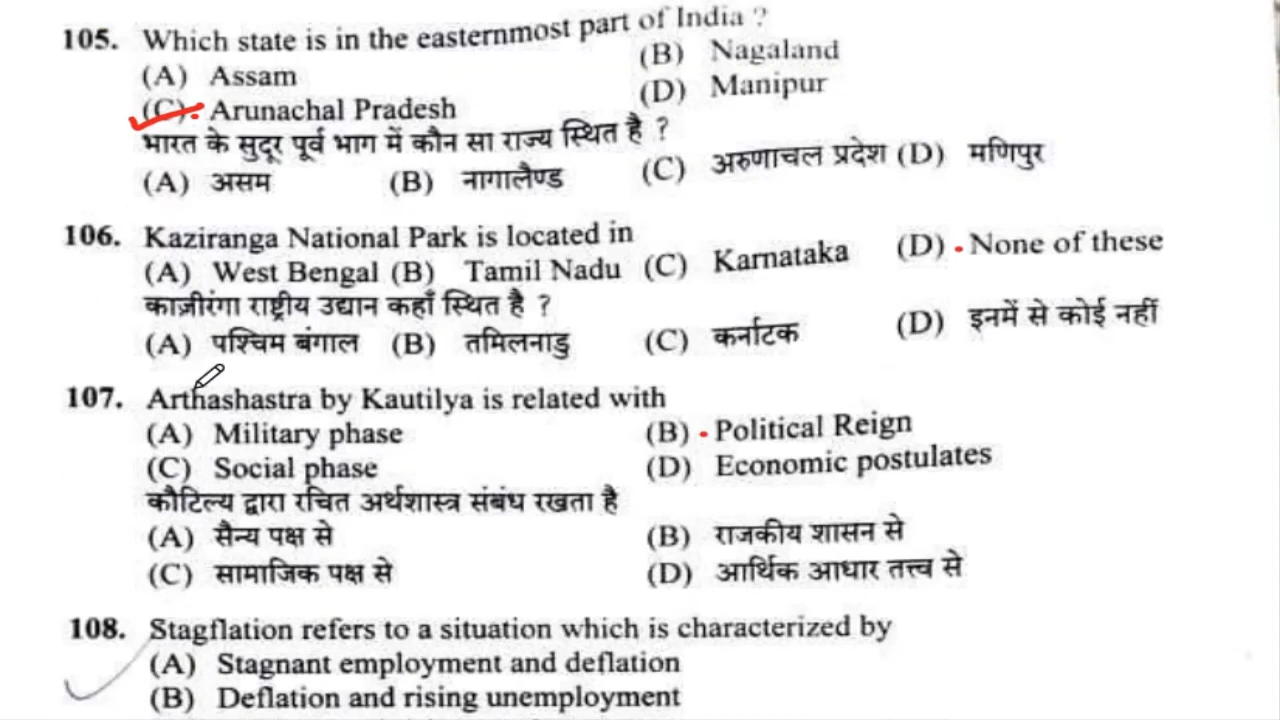 105. Which state is in the easternmost part of India ?
(A) Assam (B) Nagaland
(C) Arunachal Pradesh (D) Manipur
भारत के सुदूर पूर्व भाग में कौन सा राज्य स्थित है ?
(A) असम (B) नागालैण्ड (C) अरुणाचल प्रदेश (D) मणिपुर
106. Kaziranga National Park is located in
(A) West Bengal (B) Tamil Nadu (C) Karnataka (D) None of these
काज़ीरंगा राष्ट्रीय उद्यान कहाँ स्थित है ?
(A) पश्चिम बंगाल (B) तमिलनाडु (C) कर्नाटक (D) इनमें से कोई नहीं
107. Arthashastra by Kautilya is related with
(A) Military phase (B) Political Reign
(C) Social phase (D) Economic postulates
कौटिल्य द्वारा रचित अर्थशास्त्र संबंध रखता है
(A) सैन्य पक्ष से (B) राजकीय शासन से
(C) सामाजिक पक्ष से (D) आर्थिक आधार तत्त्व से
108. Stagflation refers to a situation which is characterized by
(A) Stagnant employment and deflation
(B) Deflation and rising unemployment